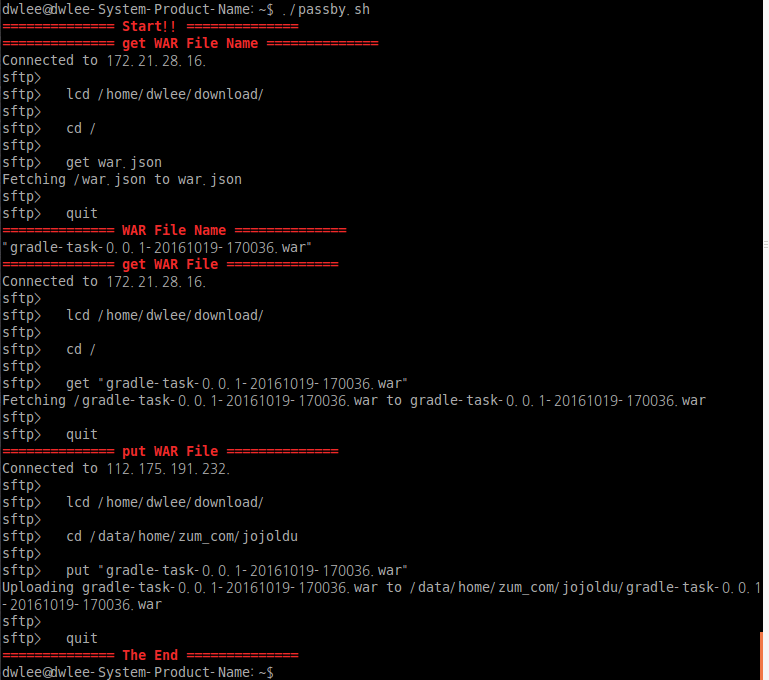 dwlee@dwlee-System-Product-Name:~$ ./passby.sh
============== Start!! ==============
============== get WAR File Name ==============
Connected to 172.21.28.16.
sftp>
sftp>   lcd /home/dwlee/download/
sftp>
sftp>   cd /
sftp>
sftp>   get war.json
Fetching /war.json to war.json
sftp>
sftp>   quit
============== WAR File Name ==============
"gradle-task-0.0.1-20161019-170036.war"
============== get WAR File ==============
Connected to 172.21.28.16.
sftp>
sftp>   lcd /home/dwlee/download/
sftp>
sftp>   cd /
sftp>
sftp>   get "gradle-task-0.0.1-20161019-170036.war"
Fetching /gradle-task-0.0.1-20161019-170036.war to gradle-task-0.0.1-20161019-170036.war
sftp>
sftp>   quit
============== put WAR File ==============
Connected to 112.175.191.232.
sftp>
sftp>   lcd /home/dwlee/download/
sftp>
sftp>   cd /data/home/zum_com/jojoldu
sftp>
sftp>   put "gradle-task-0.0.1-20161019-170036.war"
Uploading gradle-task-0.0.1-20161019-170036.war to /data/home/zum_com/jojoldu/gradle-task-0.0.1
-20161019-170036.war
sftp>
sftp>   quit
============== The End ==============
dwlee@dwlee-System-Product-Name:~$